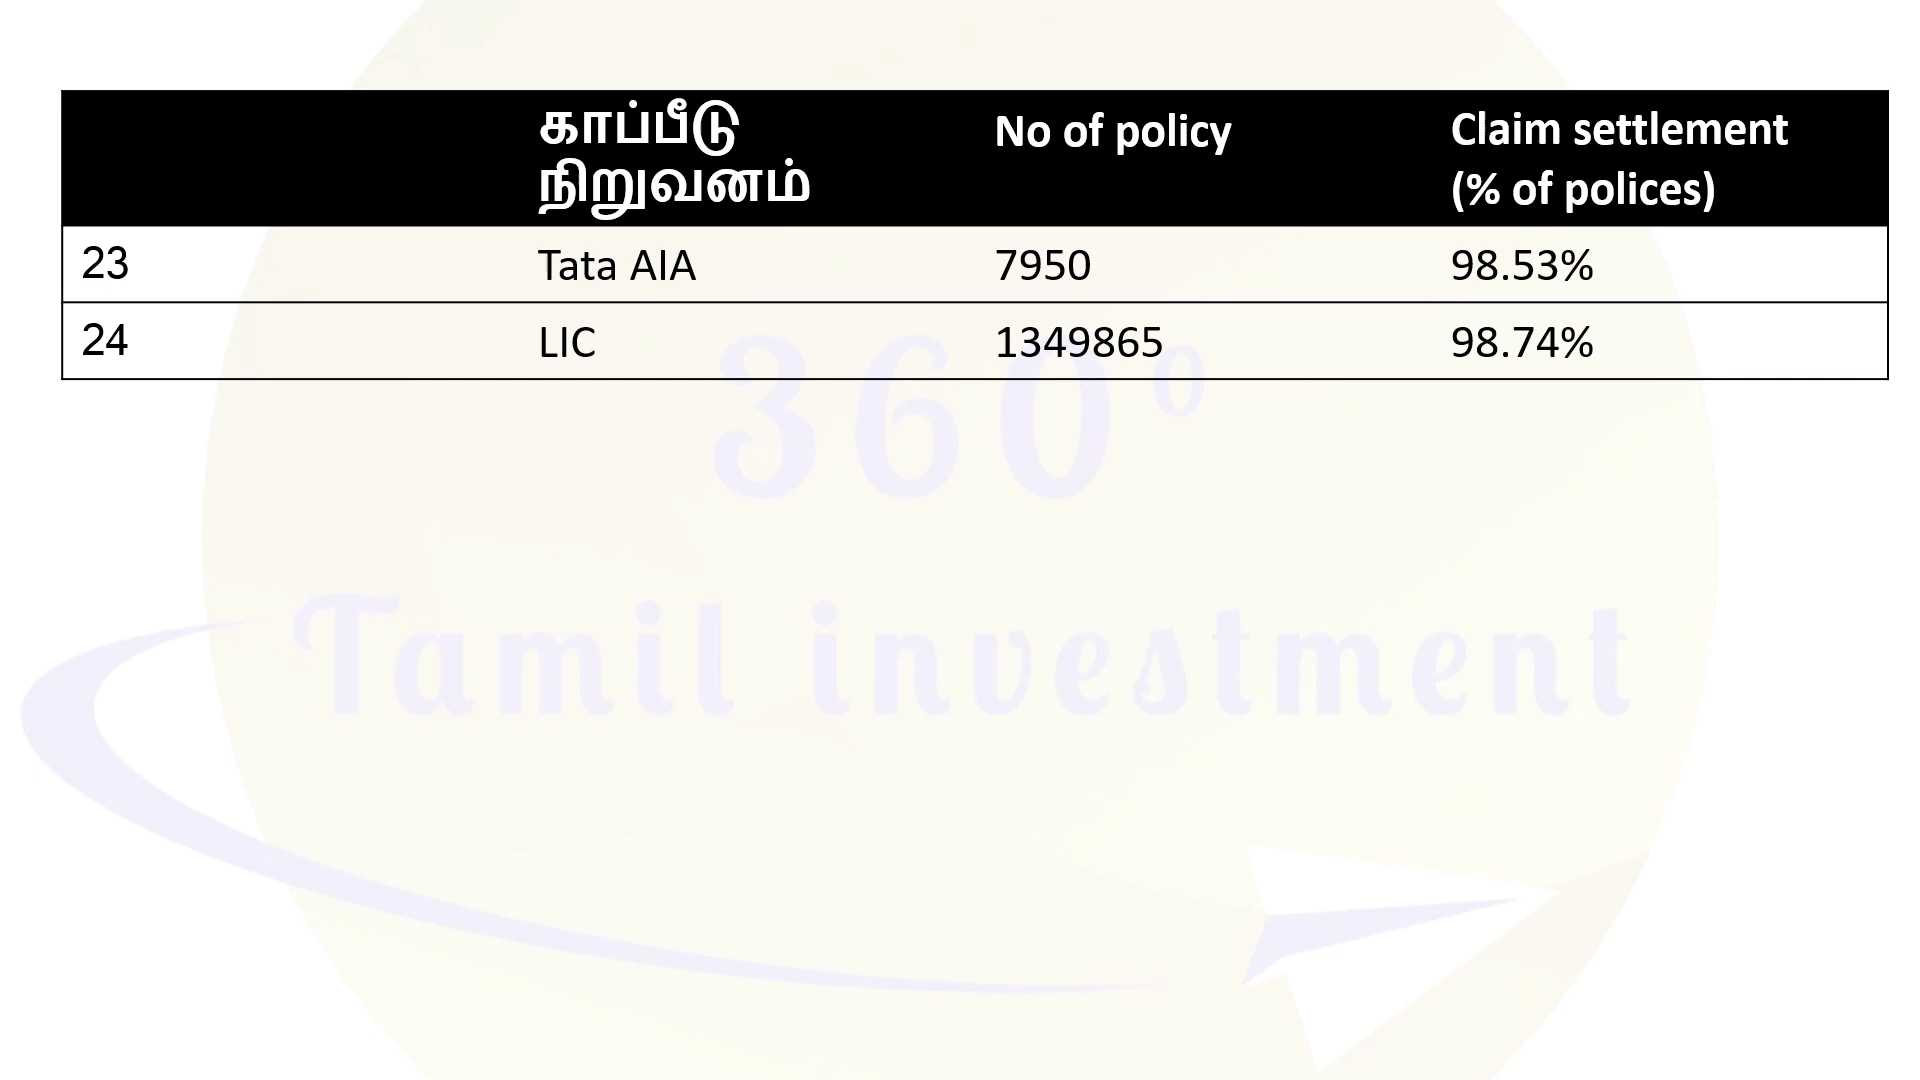 காப்பீடு நிறுவனம் No of policy Claim settlement (% of polices)
23 Tata AIA 7950 98.53%
24 LIC 1349865 98.74%
360°
Tamil investment